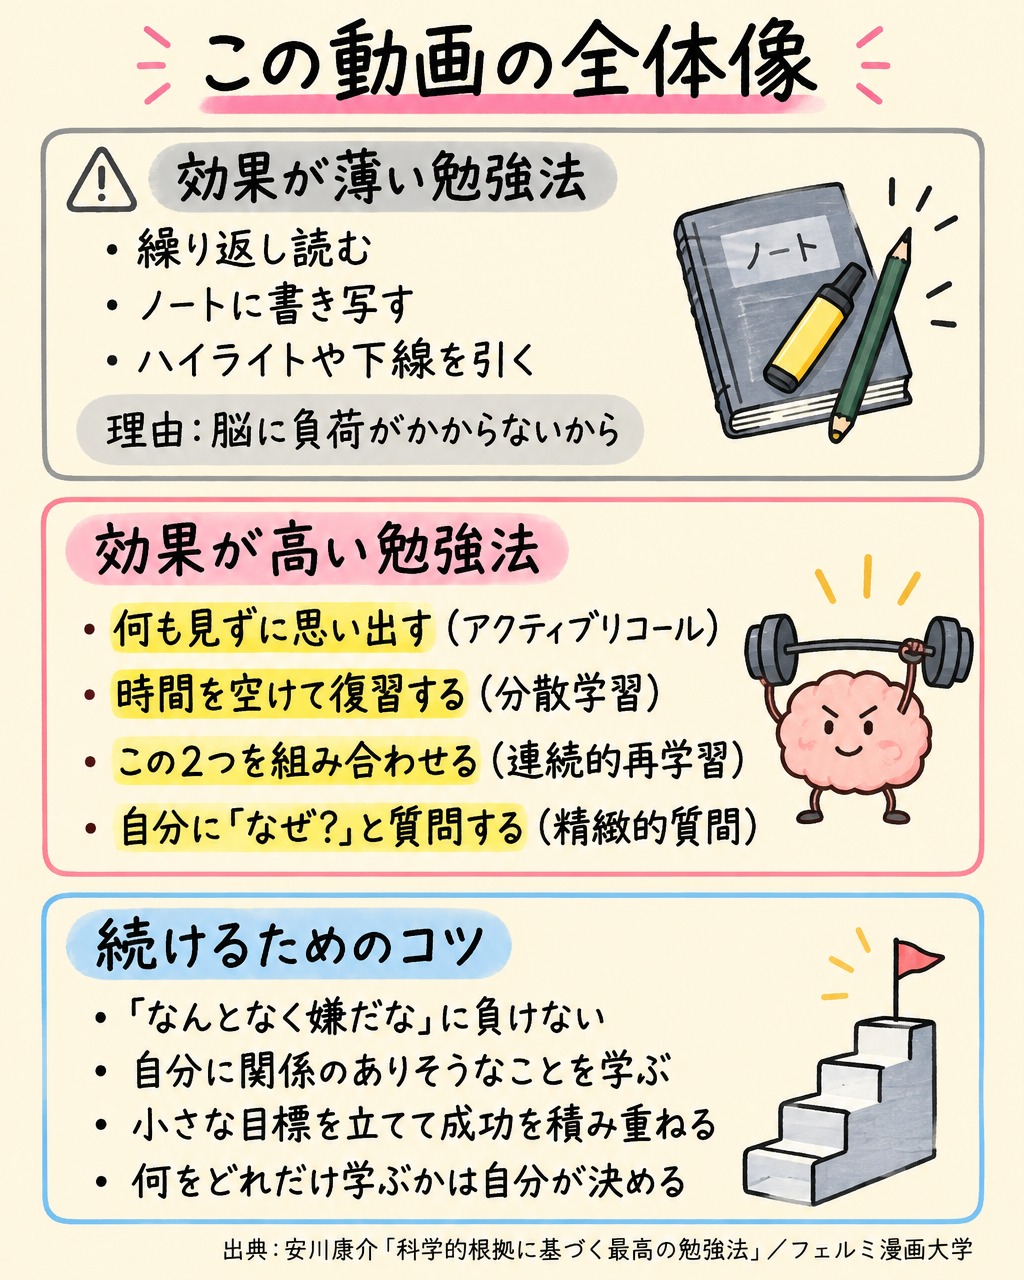 この動画の全体像
効果が薄い勉強法
・繰り返し読む
・ノートに書き写す
・ハイライトや下線を引く
理由：脳に負荷がかからないから
ノート
効果が高い勉強法
・何も見ずに思い出す（アクティブリコール）
・時間を空けて復習する（分散学習）
・この2つを組み合わせる（連続的再学習）
・自分に「なぜ？」と質問する（精緻的質問）
続けるためのコツ
・「なんとなく嫌だな」に負けない
・自分に関係のありそうなことを学ぶ
・小さな目標を立てて成功を積み重ねる
・何をどれだけ学ぶかは自分が決める
出典：安川康介「科学的根拠に基づく最高の勉強法」／フェルミ漫画大学